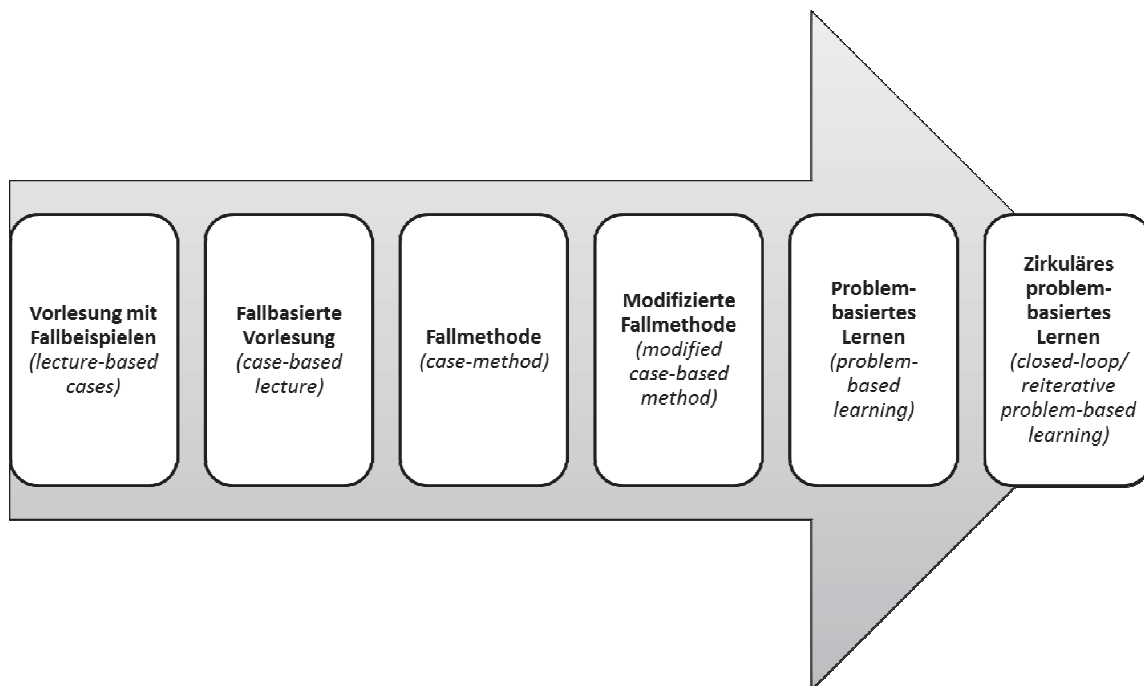 Vorlesung mit
Fallbeispielen
(lecture-based
cases)
Fallbasierte
Vorlesung
(case-based
lecture)
Fallmethode
(case-method)
Modifizierte
Fallmethode
(modified
case-based
method)
Problem-
basiertes
Lernen
(problem-
based
learning)
Zirkuläres
problem-
basiertes
Lernen
(closed-loop/
reiterative
problem-based
learning)